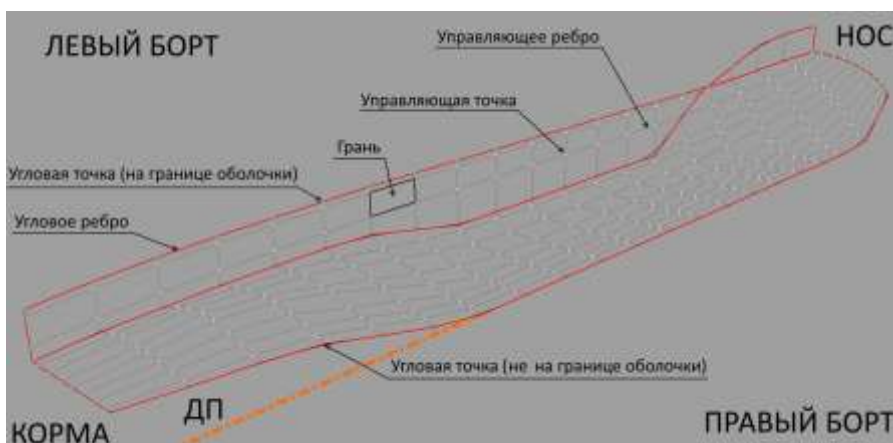 ЛЕВЫЙ БОРТ
Управляющее ребро
НОС
Управляющая точка
Грань
Угловая точка (на границе оболочки)
Угловое ребро
Угловая точка (не на границе оболочки)
ДП
КОРМА
ПРАВЫЙ БОРТ